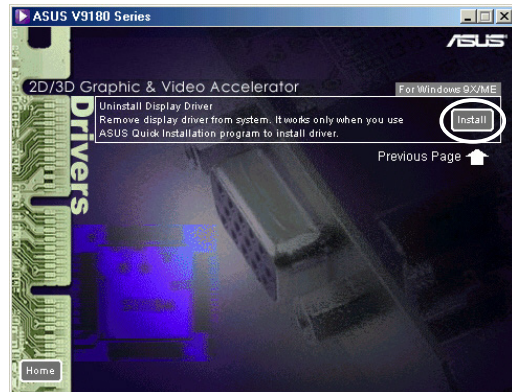 ASUS V9180 Series
ASUS
2D/3D Graphic & Video Accelerator
For Windows 9X/ME
Drivers
Uninstall Display Driver
Remove display driver from system. It works only when you use
ASUS Quick Installation program to install driver.
Install
Previous Page
Home